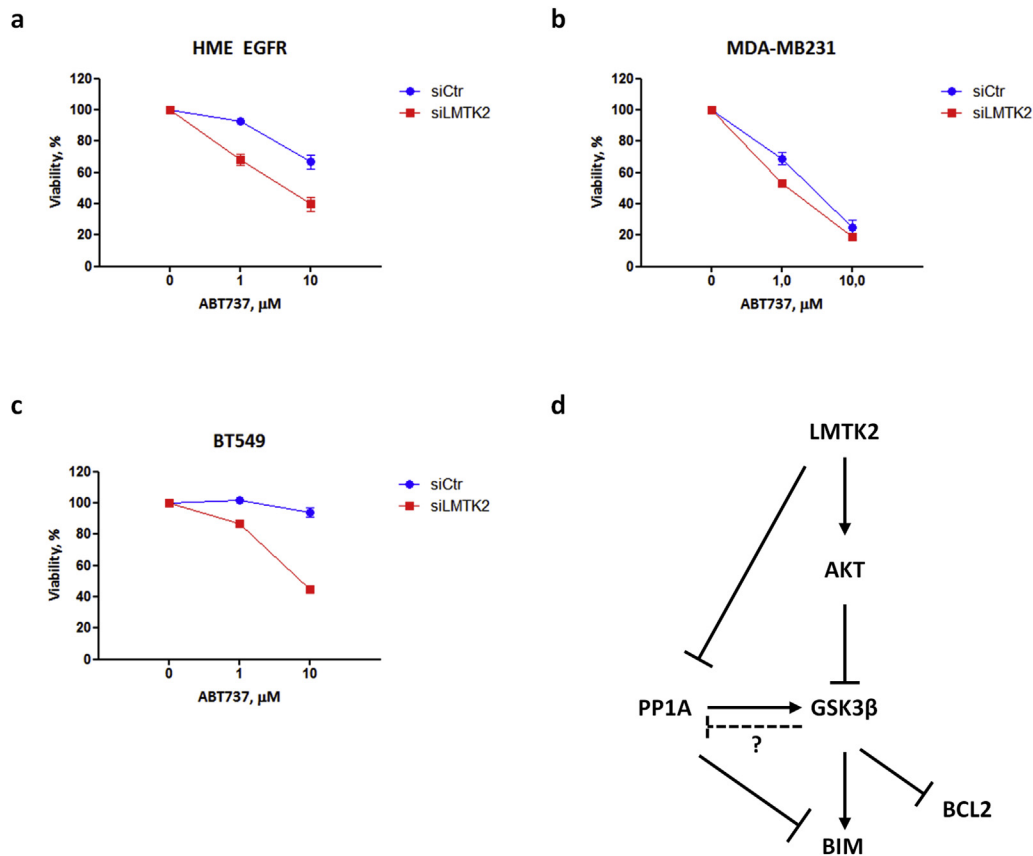 a
HME EGFR
120
100
80
60
40
20
0
Viability, %
0 1 10
ABT737, µM
siCtr
siLMTK2
b
MDA-MB231
120
100
80
60
40
20
0
Viability, %
0 1,0 10,0
ABT737, µM
siCtr
siLMTK2
c
BT549
120
100
80
60
40
20
0
Viability, %
0 1 10
ABT737, µM
siCtr
siLMTK2
d
LMTK2
AKT
PP1A GSK3β
?
BCL2
BIM